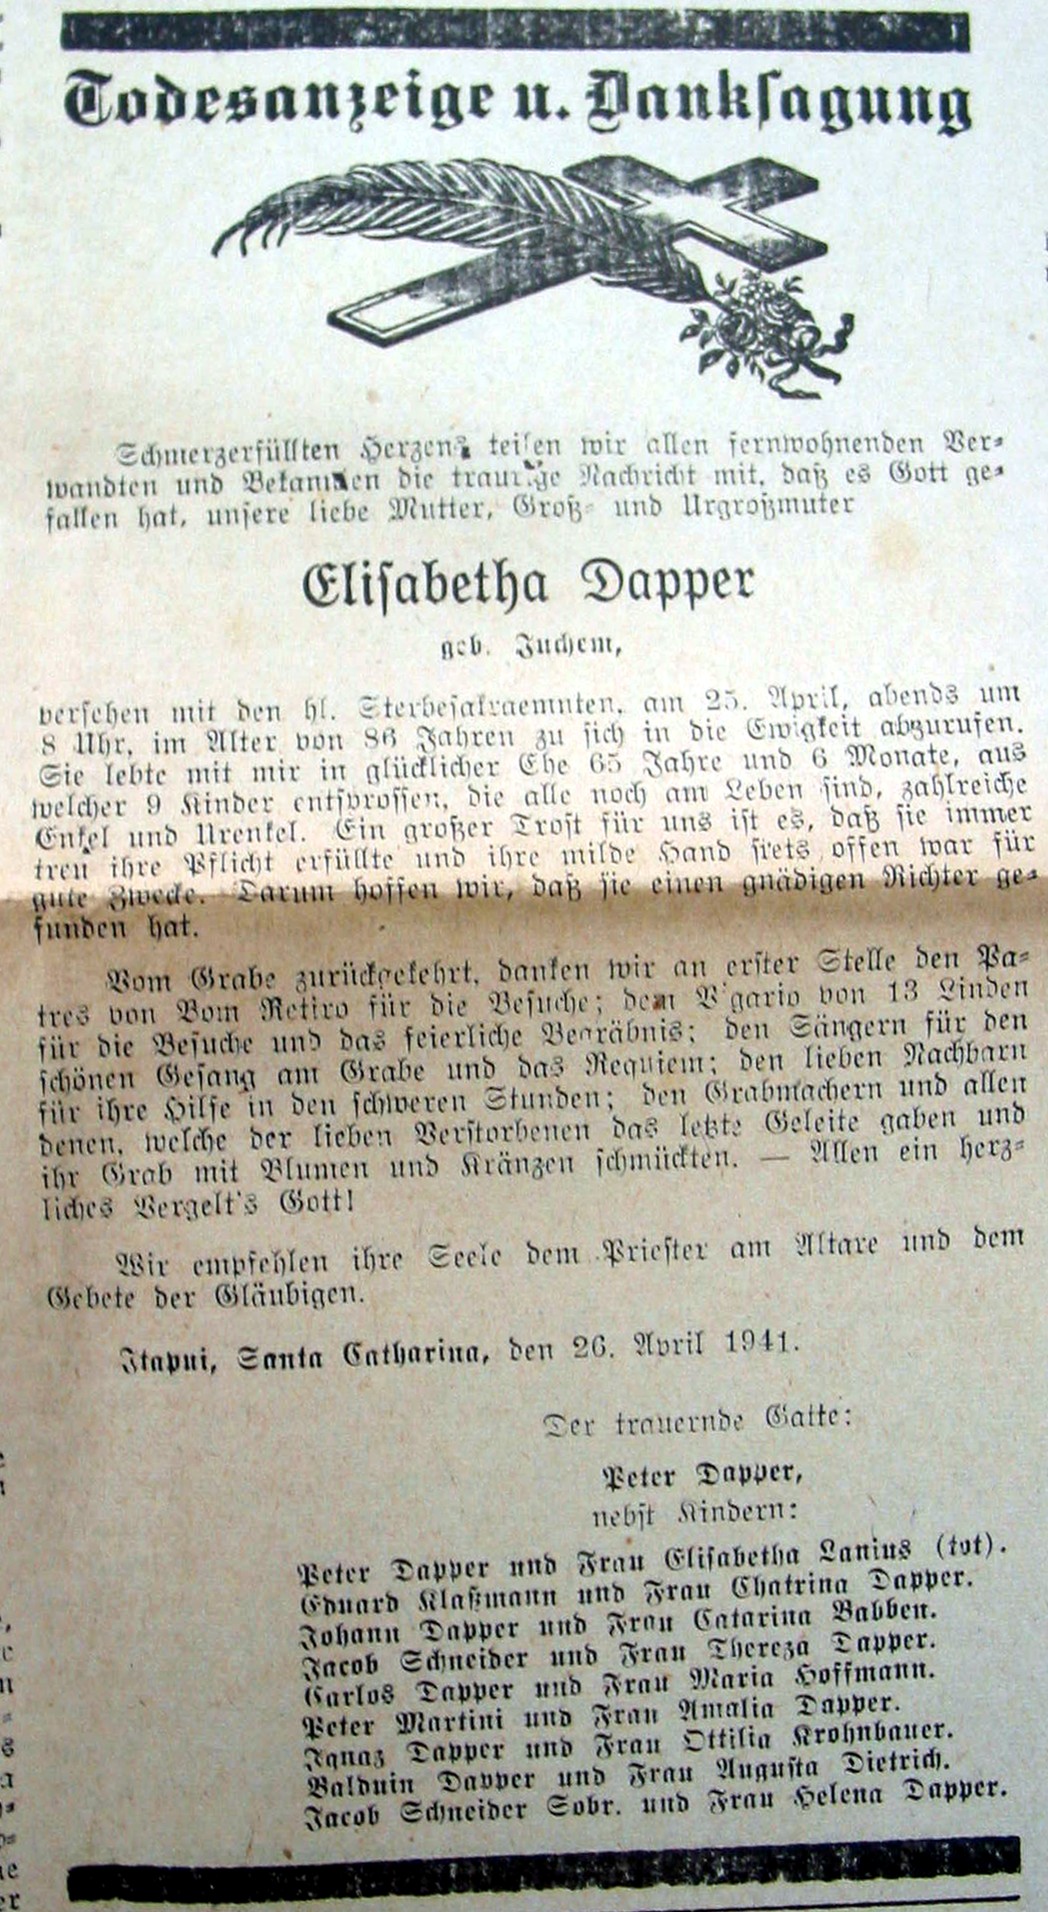 Todesanzeige u. Dankſagung
Schmerzerfüllten Herzens teilen wir allen fernwohnenden Ver-
wandten und Bekannten die traurige Nachricht mit, daß es Gott ge-
fallen hat, unſere liebe Mutter, Groß- und Urgroßmuter
Eliſabetha Dapper
geb. Juchem,
verſehen mit den hl. Sterbeſakraemnten, am 25. April, abends um
8 Uhr, im Alter von 86 Jahren zu ſich in die Ewigkeit abzurufen.
Sie lebte mit mir in glücklicher Ehe 65 Jahre und 6 Monate, aus
welcher 9 Kinder entſproſſen, die alle noch am Leben ſind, zahlreiche
Enkel und Urenkel. Ein großer Troſt für uns iſt es, daß ſie immer
treu ihre Pflicht erfüllte und ihre milde Hand ſtets offen war für
gute Zwecke. Darum hoffen wir, daß ſie einen gnädigen Richter ge-
funden hat.
Vom Grabe zurückgekehrt, danken wir an erſter Stelle den Pa-
tres von Bom Retiro für die Beſuche; dem Vigario von 13 Linden
für die Beſuche und das feierliche Begräbnis; den Sängern für den
ſchönen Geſang am Grabe und das Requiem; den lieben Nachbarn
für ihre Hilfe in den ſchweren Stunden; den Grabmachern und allen
denen, welche der lieben Verſtorbenen das letzte Geleite gaben und
ihr Grab mit Blumen und Kränzen ſchmückten. — Allen ein herz-
liches Vergelt's Gott!
Wir empfehlen ihre Seele dem Prieſter am Altare und dem
Gebete der Gläubigen.
Itapui, Santa Catharina, den 26. April 1941.
Der trauernde Gatte:
Peter Dapper,
nebſt Kindern:
Peter Dapper und Frau Eliſabetha Lanius (tot).
Eduard Klaßmann und Frau Chatrina Dapper.
Johann Dapper und Frau Catarina Babben.
Jacob Schneider und Frau Thereza Dapper.
Carlos Dapper und Frau Maria Hoffmann.
Peter Martini und Frau Amalia Dapper.
Ignaz Dapper und Frau Ottilia Krohnbauer.
Balduin Dapper und Frau Auguſta Dietrich.
Jacob Schneider Sobr. und Frau Helena Dapper.